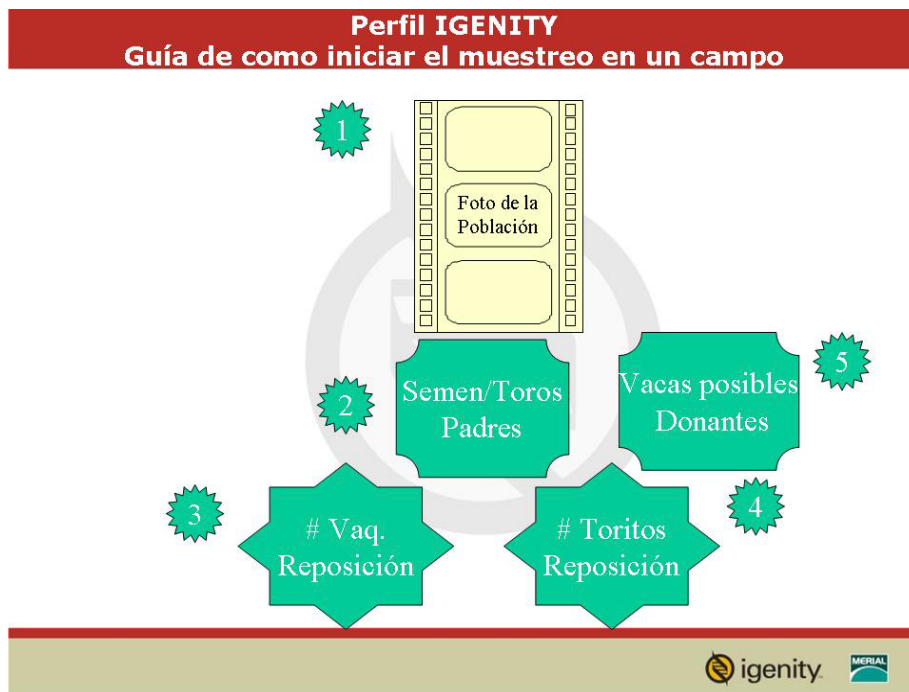 Perfil IGENITY
Guía de como iniciar el muestreo en un campo
1
Foto de la
Población
2
Semen/Toros
Padres
Vacas posibles
Donantes
5
3
# Vaq.
Reposición
# Toritos
Reposición
4
igenity
MERIAL